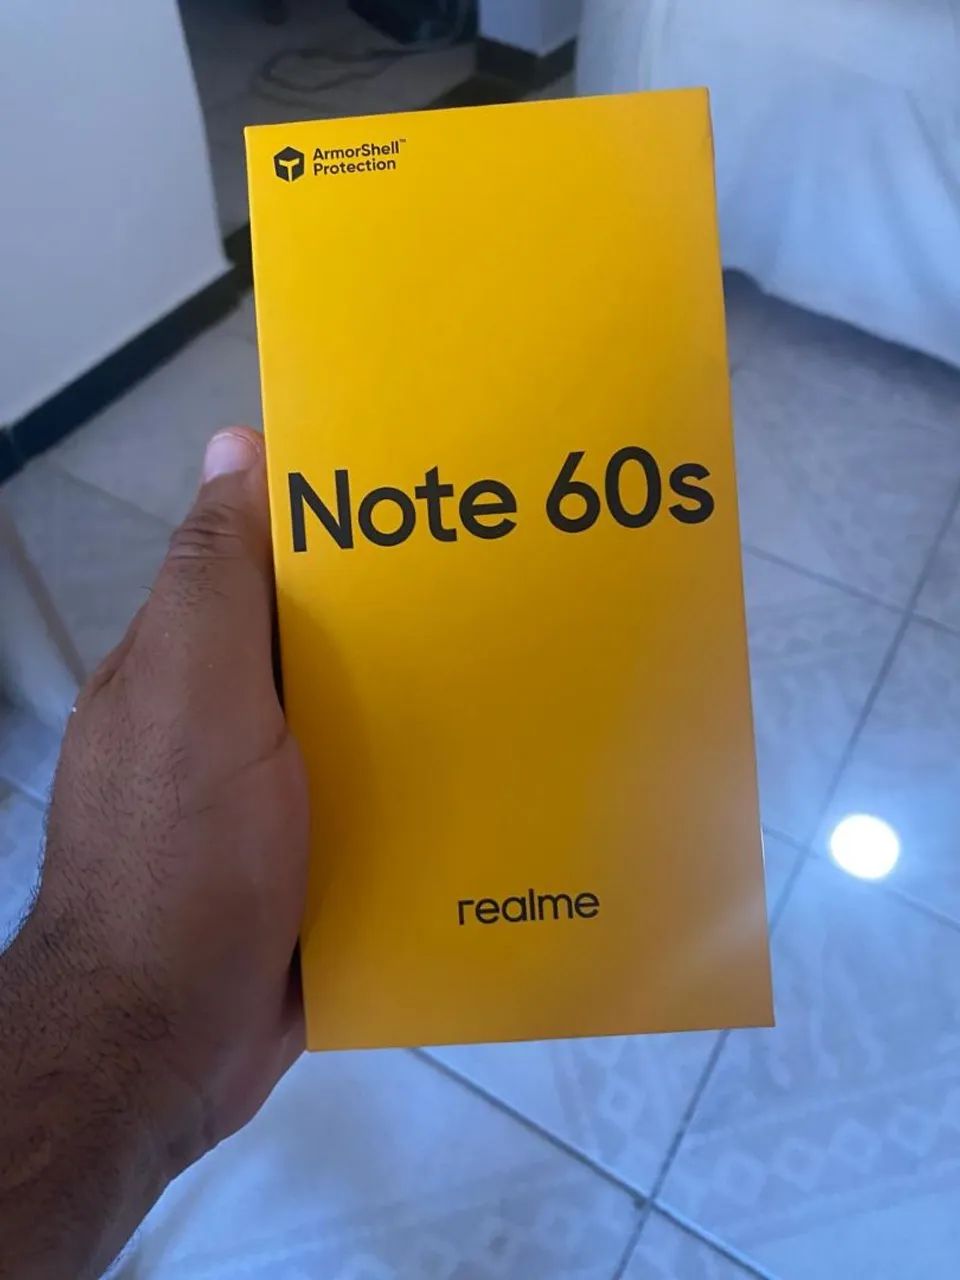 ArmorShell™
Protection
Note 60s
realme